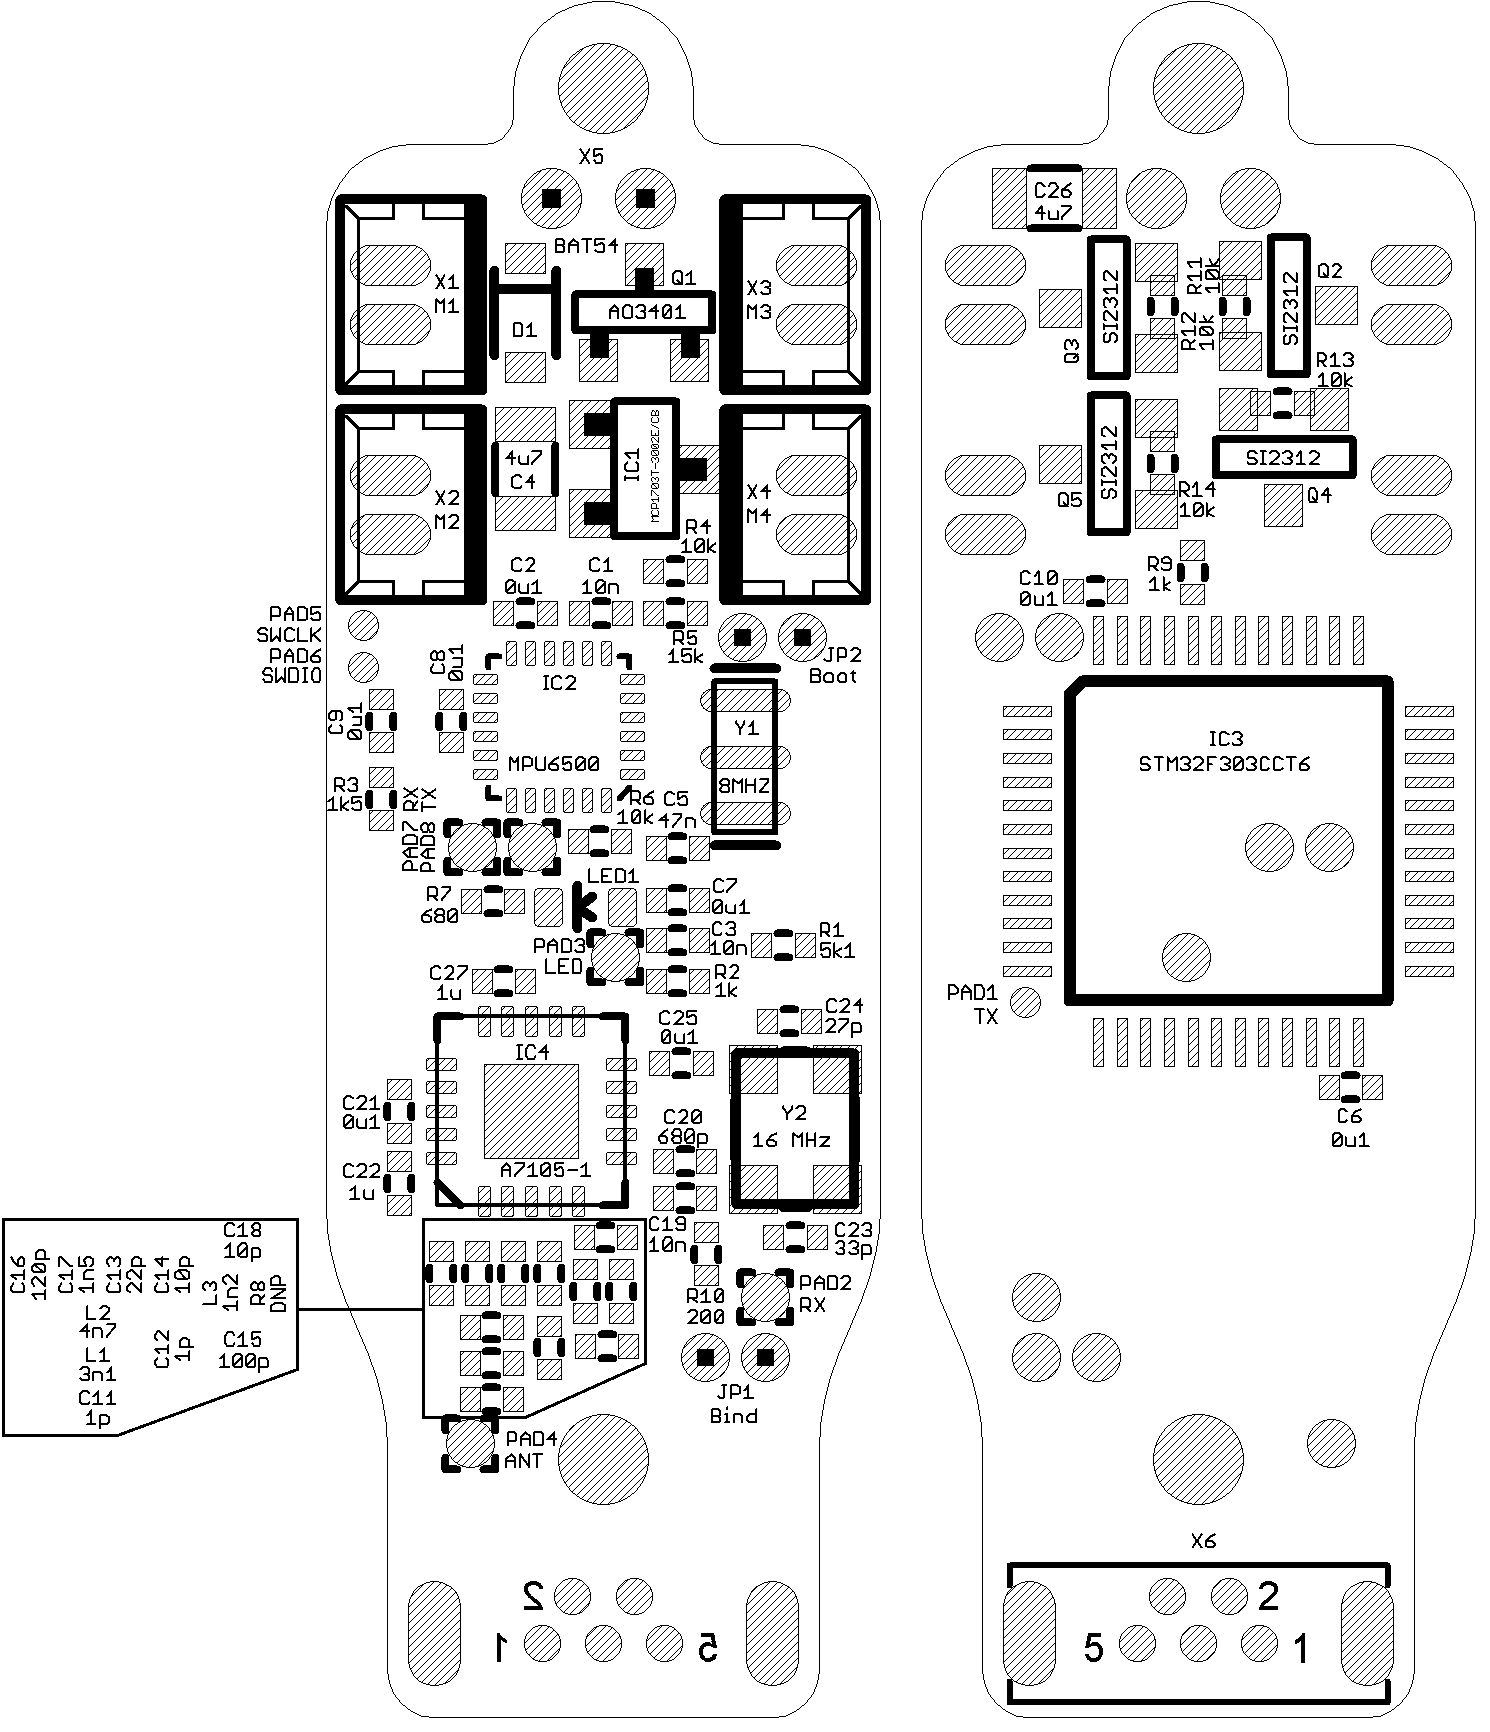 X5
BAT54
X1
M1
D1
Q1
AO3401
X3
M3
X2
M2
4u7
C4
IC1
MCP1703T-3002E/CB
X4
M4
R4
10k
C2
0u1
C1
10n
R5
15k
PAD5
SWCLK
PAD6
SWDIO
C8
0u1
IC2
MPU6500
JP2
Boot
C9
0u1
Y1
8MHZ
R3
1k5
RX
TX
PAD7
PAD8
R6
10k
C5
47n
LED1
R7
680
C7
0u1
PAD3
LED
C3
10n
R1
5k1
C27
1u
R2
1k
IC4
A7105-1
C25
0u1
C24
27p
C21
0u1
C20
680p
Y2
16 MHz
C22
1u
C19
10n
C23
33p
R10
200
PAD2
RX
JP1
Bind
PAD4
ANT
C16
120p
C17
1n5
C13
22p
C14
10p
C18
10p
L3
1n2
R8
DNP
L2
4n7
L1
3n1
C11
1p
C12
1p
C15
100p
2
1
5
C26
4u7
SI2312
Q3
R11
10k
R12
10k
SI2312
Q2
R13
10k
SI2312
Q5
R14
10k
SI2312
Q4
C10
0u1
R9
1k
IC3
STM32F303CCT6
PAD1
TX
C6
0u1
X6
2
5
1